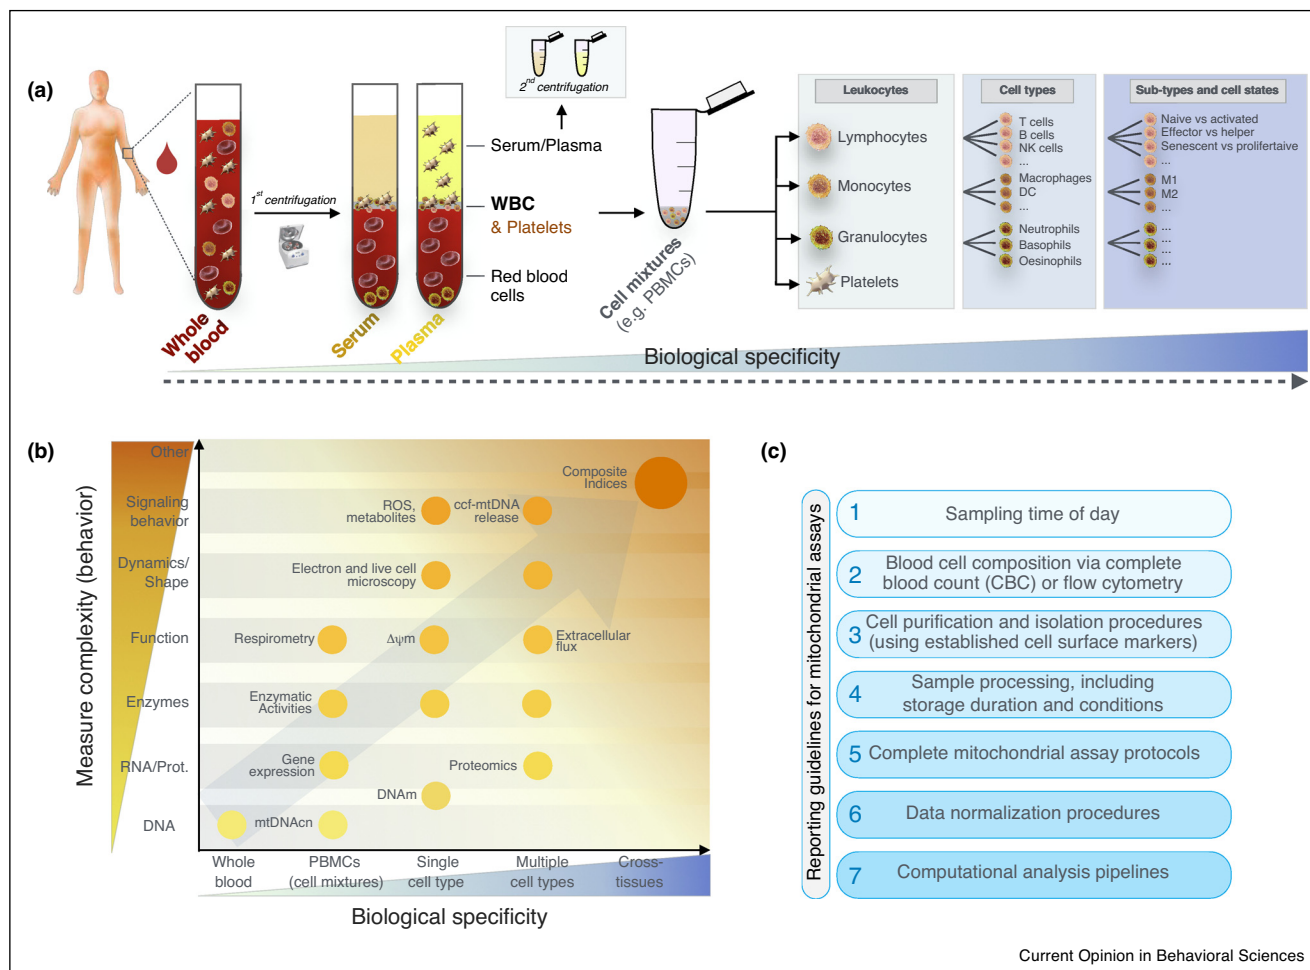 (a)
2nd centrifugation
1st centrifugation
Serum/Plasma
WBC
& Platelets
Red blood
cells
Whole
blood
Serum
Plasma
Cell mixtures
(e.g. PBMCs)
Leukocytes
Lymphocytes
Monocytes
Granulocytes
Platelets
Cell types
T cells
B cells
NK cells
...
Macrophages
DC
...
Neutrophils
Basophils
Oesinophils
Sub-types and cell states
Naive vs activated
Effector vs helper
Senescent vs prolifertaive
...
M1
M2
...
...
...
...
Biological specificity
(b)
Measure complexity (behavior)
Other
Signaling
behavior
Dynamics/
Shape
Function
Enzymes
RNA/Prot.
DNA
Composite
Indices
ROS,
metabolites
ccf-mtDNA
release
Electron and live cell
microscopy
Respirometry
Δψm
Extracellular
flux
Enzymatic
Activities
Gene
expression
Proteomics
DNAm
mtDNAcn
Whole
blood
PBMCs
(cell mixtures)
Single
cell type
Multiple
cell types
Cross-
tissues
Biological specificity
(c)
Reporting guidelines for mitochondrial assays
1 Sampling time of day
2 Blood cell composition via complete
blood count (CBC) or flow cytometry
3 Cell purification and isolation procedures
(using established cell surface markers)
4 Sample processing, including
storage duration and conditions
5 Complete mitochondrial assay protocols
6 Data normalization procedures
7 Computational analysis pipelines
Current Opinion in Behavioral Sciences